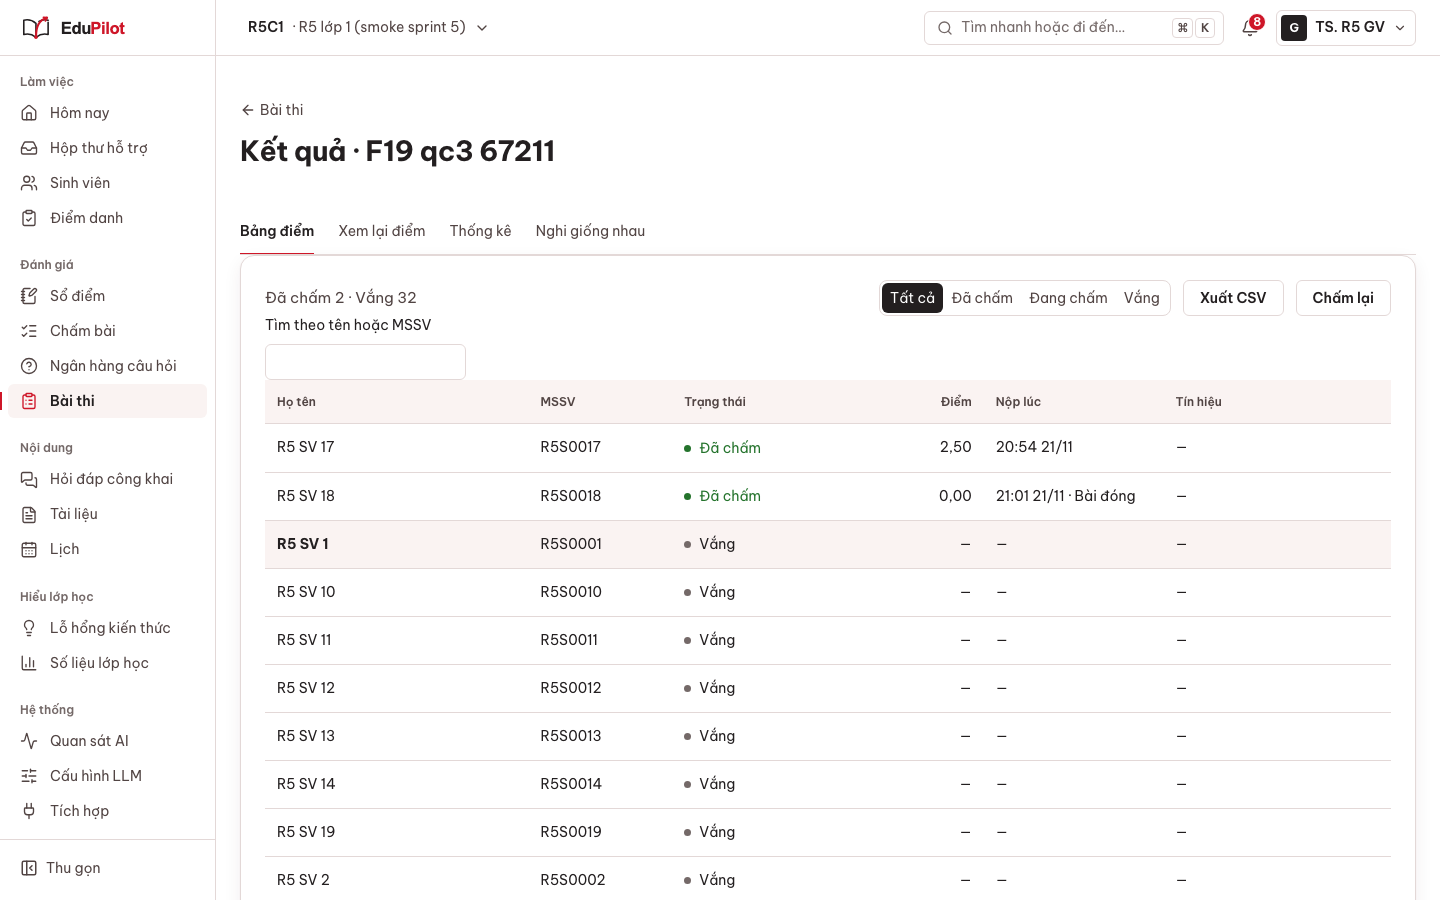 EduPilot
R5C1 · R5 lớp 1 (smoke sprint 5)
Tìm nhanh hoặc đi đến...
⌘ K
8
G TS. R5 GV
Làm việc
Hôm nay
Hộp thư hỗ trợ
Sinh viên
Điểm danh
Đánh giá
Sổ điểm
Chấm bài
Ngân hàng câu hỏi
Bài thi
Nội dung
Hỏi đáp công khai
Tài liệu
Lịch
Hiểu lớp học
Lỗ hổng kiến thức
Số liệu lớp học
Hệ thống
Quan sát AI
Cấu hình LLM
Tích hợp
Thu gọn
← Bài thi
Kết quả · F19 qc3 67211
Bảng điểm Xem lại điểm Thống kê Nghi giống nhau
Đã chấm 2 · Vắng 32
Tất cả Đã chấm Đang chấm Vắng Xuất CSV Chấm lại
Tìm theo tên hoặc MSSV
Họ tên MSSV Trạng thái Điểm Nộp lúc Tín hiệu
R5 SV 17 R5S0017 Đã chấm 2,50 20:54 21/11 —
R5 SV 18 R5S0018 Đã chấm 0,00 21:01 21/11 · Bài đóng —
R5 SV 1 R5S0001 Vắng — — —
R5 SV 10 R5S0010 Vắng — — —
R5 SV 11 R5S0011 Vắng — — —
R5 SV 12 R5S0012 Vắng — — —
R5 SV 13 R5S0013 Vắng — — —
R5 SV 14 R5S0014 Vắng — — —
R5 SV 19 R5S0019 Vắng — — —
R5 SV 2 R5S0002 Vắng — — —